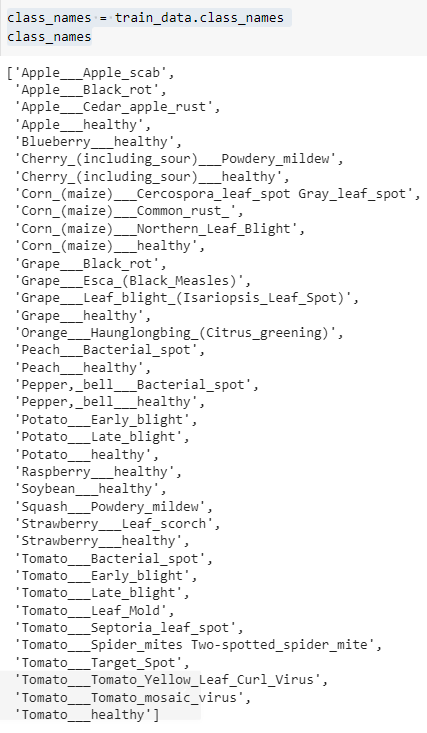 class_names = train_data.class_names
class_names
['Apple___Apple_scab',
'Apple___Black_rot',
'Apple___Cedar_apple_rust',
'Apple___healthy',
'Blueberry___healthy',
'Cherry_(including_sour)___Powdery_mildew',
'Cherry_(including_sour)___healthy',
'Corn_(maize)___Cercospora_leaf_spot Gray_leaf_spot',
'Corn_(maize)___Common_rust_',
'Corn_(maize)___Northern_Leaf_Blight',
'Corn_(maize)___healthy',
'Grape___Black_rot',
'Grape___Esca_(Black_Measles)',
'Grape___Leaf_blight_(Isariopsis_Leaf_Spot)',
'Grape___healthy',
'Orange___Haunglongbing_(Citrus_greening)',
'Peach___Bacterial_spot',
'Peach___healthy',
'Pepper,_bell___Bacterial_spot',
'Pepper,_bell___healthy',
'Potato___Early_blight',
'Potato___Late_blight',
'Potato___healthy',
'Raspberry___healthy',
'Soybean___healthy',
'Squash___Powdery_mildew',
'Strawberry___Leaf_scorch',
'Strawberry___healthy',
'Tomato___Bacterial_spot',
'Tomato___Early_blight',
'Tomato___Late_blight',
'Tomato___Leaf_Mold',
'Tomato___Septoria_leaf_spot',
'Tomato___Spider_mites Two-spotted_spider_mite',
'Tomato___Target_Spot',
'Tomato___Tomato_Yellow_Leaf_Curl_Virus',
'Tomato___Tomato_mosaic_virus',
'Tomato___healthy']